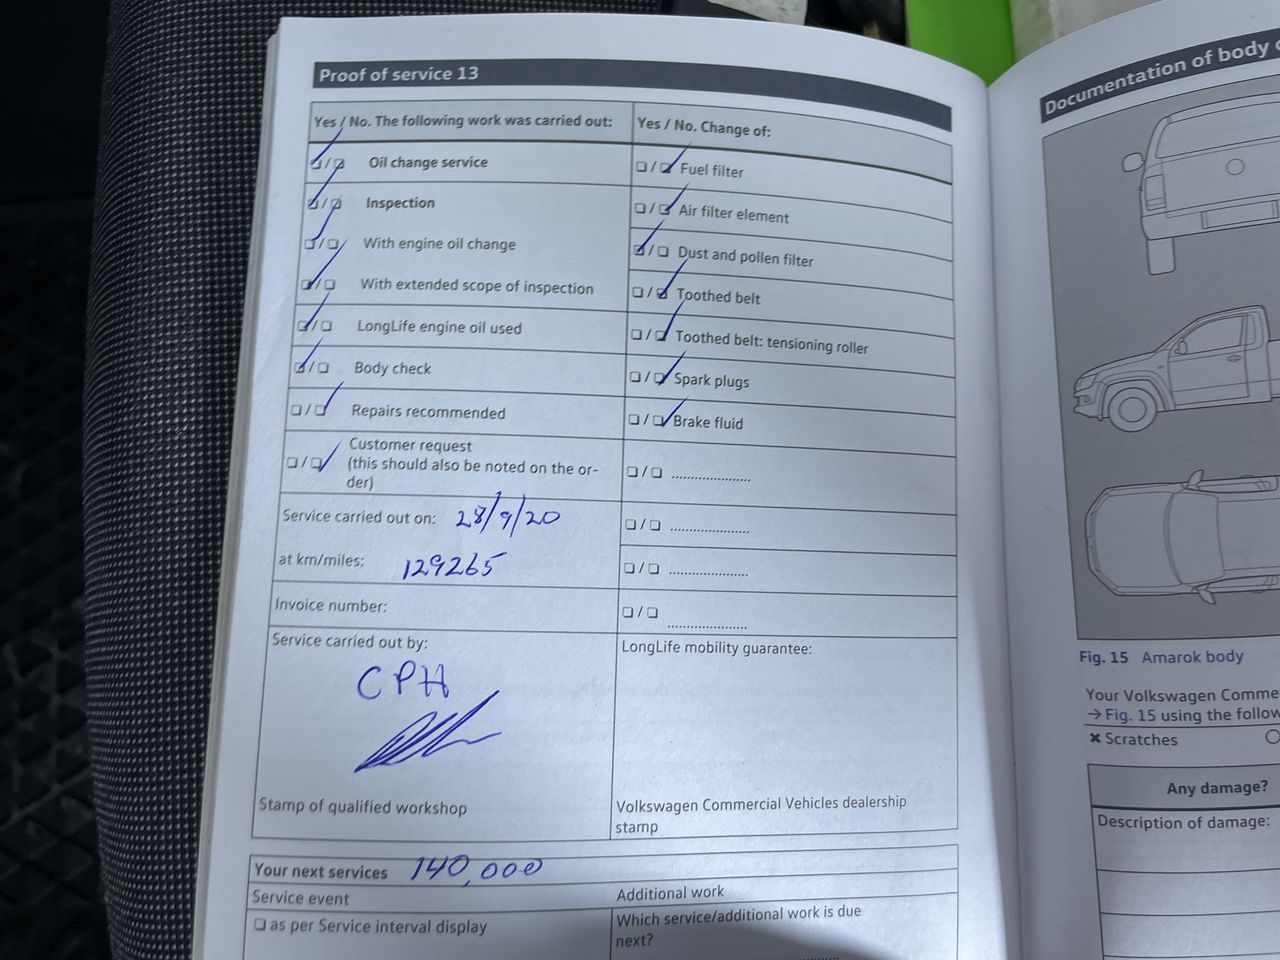 Proof of service 13
Yes / No. The following work was carried out:
Oil change service
Inspection
With engine oil change
With extended scope of inspection
LongLife engine oil used
Body check
Repairs recommended
Customer request
(this should also be noted on the or-
der)
Service carried out on: 28/9/20
at km/miles: 129265
Invoice number:
Service carried out by:
CPH
Stamp of qualified workshop
Yes / No. Change of:
Fuel filter
Air filter element
Dust and pollen filter
Toothed belt
Toothed belt: tensioning roller
Spark plugs
Brake fluid
LongLife mobility guarantee:
Volkswagen Commercial Vehicles dealership
stamp
Your next services 140,000
Service event
as per Service interval display
Additional work
Which service/additional work is due
next?
Documentation of body
Fig. 15 Amarok body
Your Volkswagen Comme
→ Fig. 15 using the follow
× Scratches
Any damage?
Description of damage: